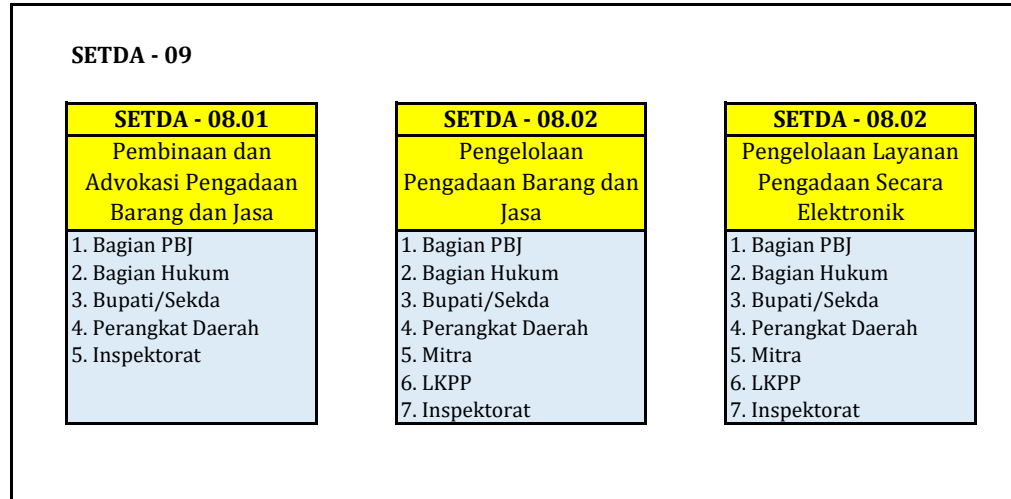 SETDA - 09
SETDA - 08.01
Pembinaan dan
Advokasi Pengadaan
Barang dan Jasa
1. Bagian PBJ
2. Bagian Hukum
3. Bupati/Sekda
4. Perangkat Daerah
5. Inspektorat
SETDA - 08.02
Pengelolaan
Pengadaan Barang dan
Jasa
1. Bagian PBJ
2. Bagian Hukum
3. Bupati/Sekda
4. Perangkat Daerah
5. Mitra
6. LKPP
7. Inspektorat
SETDA - 08.02
Pengelolaan Layanan
Pengadaan Secara
Elektronik
1. Bagian PBJ
2. Bagian Hukum
3. Bupati/Sekda
4. Perangkat Daerah
5. Mitra
6. LKPP
7. Inspektorat